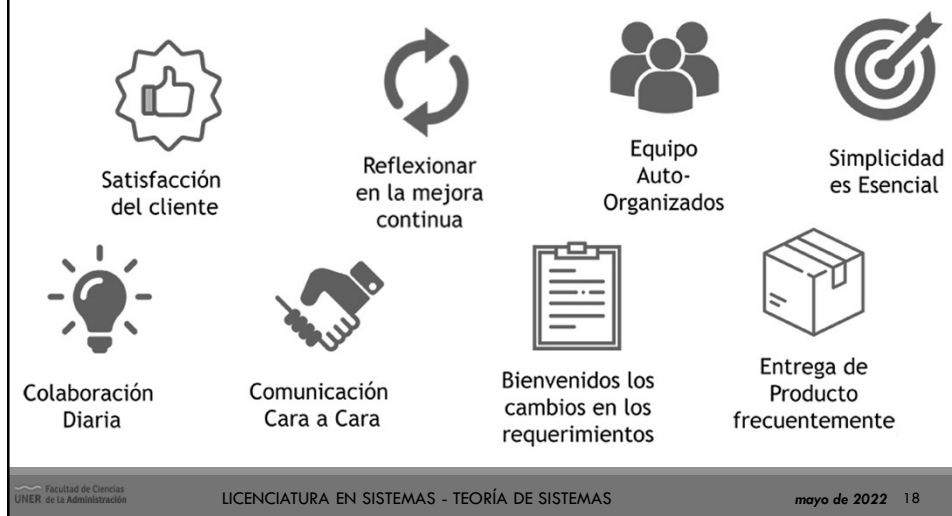 Satisfacción
del cliente
Reflexionar
en la mejora
continua
Equipo
Auto-
Organizados
Simplicidad
es Esencial
Colaboración
Diaria
Comunicación
Cara a Cara
Bienvenidos los
cambios en los
requerimientos
Entrega de
Producto
frecuentemente
UNER Facultad de Ciencias
de la Administración
LICENCIATURA EN SISTEMAS - TEORÍA DE SISTEMAS
mayo de 2022 18